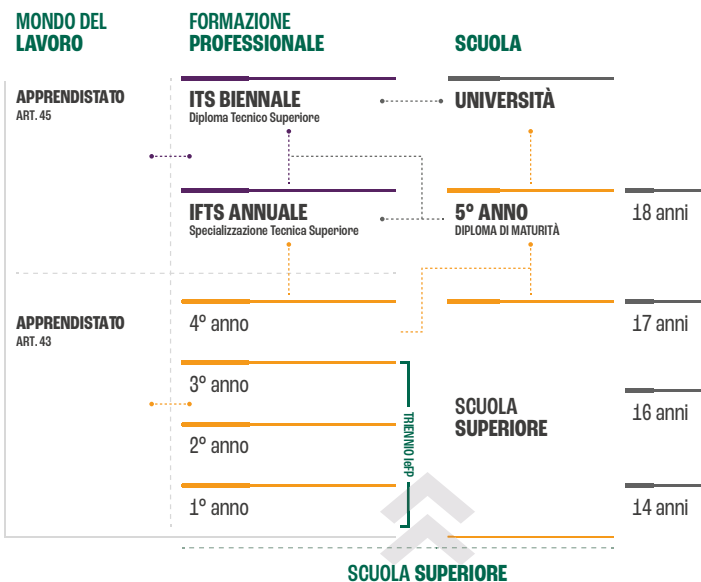 MONDO DEL
LAVORO
FORMAZIONE
PROFESSIONALE
SCUOLA
APPRENDISTATO
ART. 45
ITS BIENNALE
Diploma Tecnico Superiore
UNIVERSITÀ
IFTS ANNUALE
Specializzazione Tecnica Superiore
5° ANNO
DIPLOMA DI MATURITÀ
18 anni
APPRENDISTATO
ART. 43
4° anno
17 anni
3° anno
2° anno
1° anno
TRIENNIO IeFP
SCUOLA
SUPERIORE
16 anni
14 anni
SCUOLA SUPERIORE